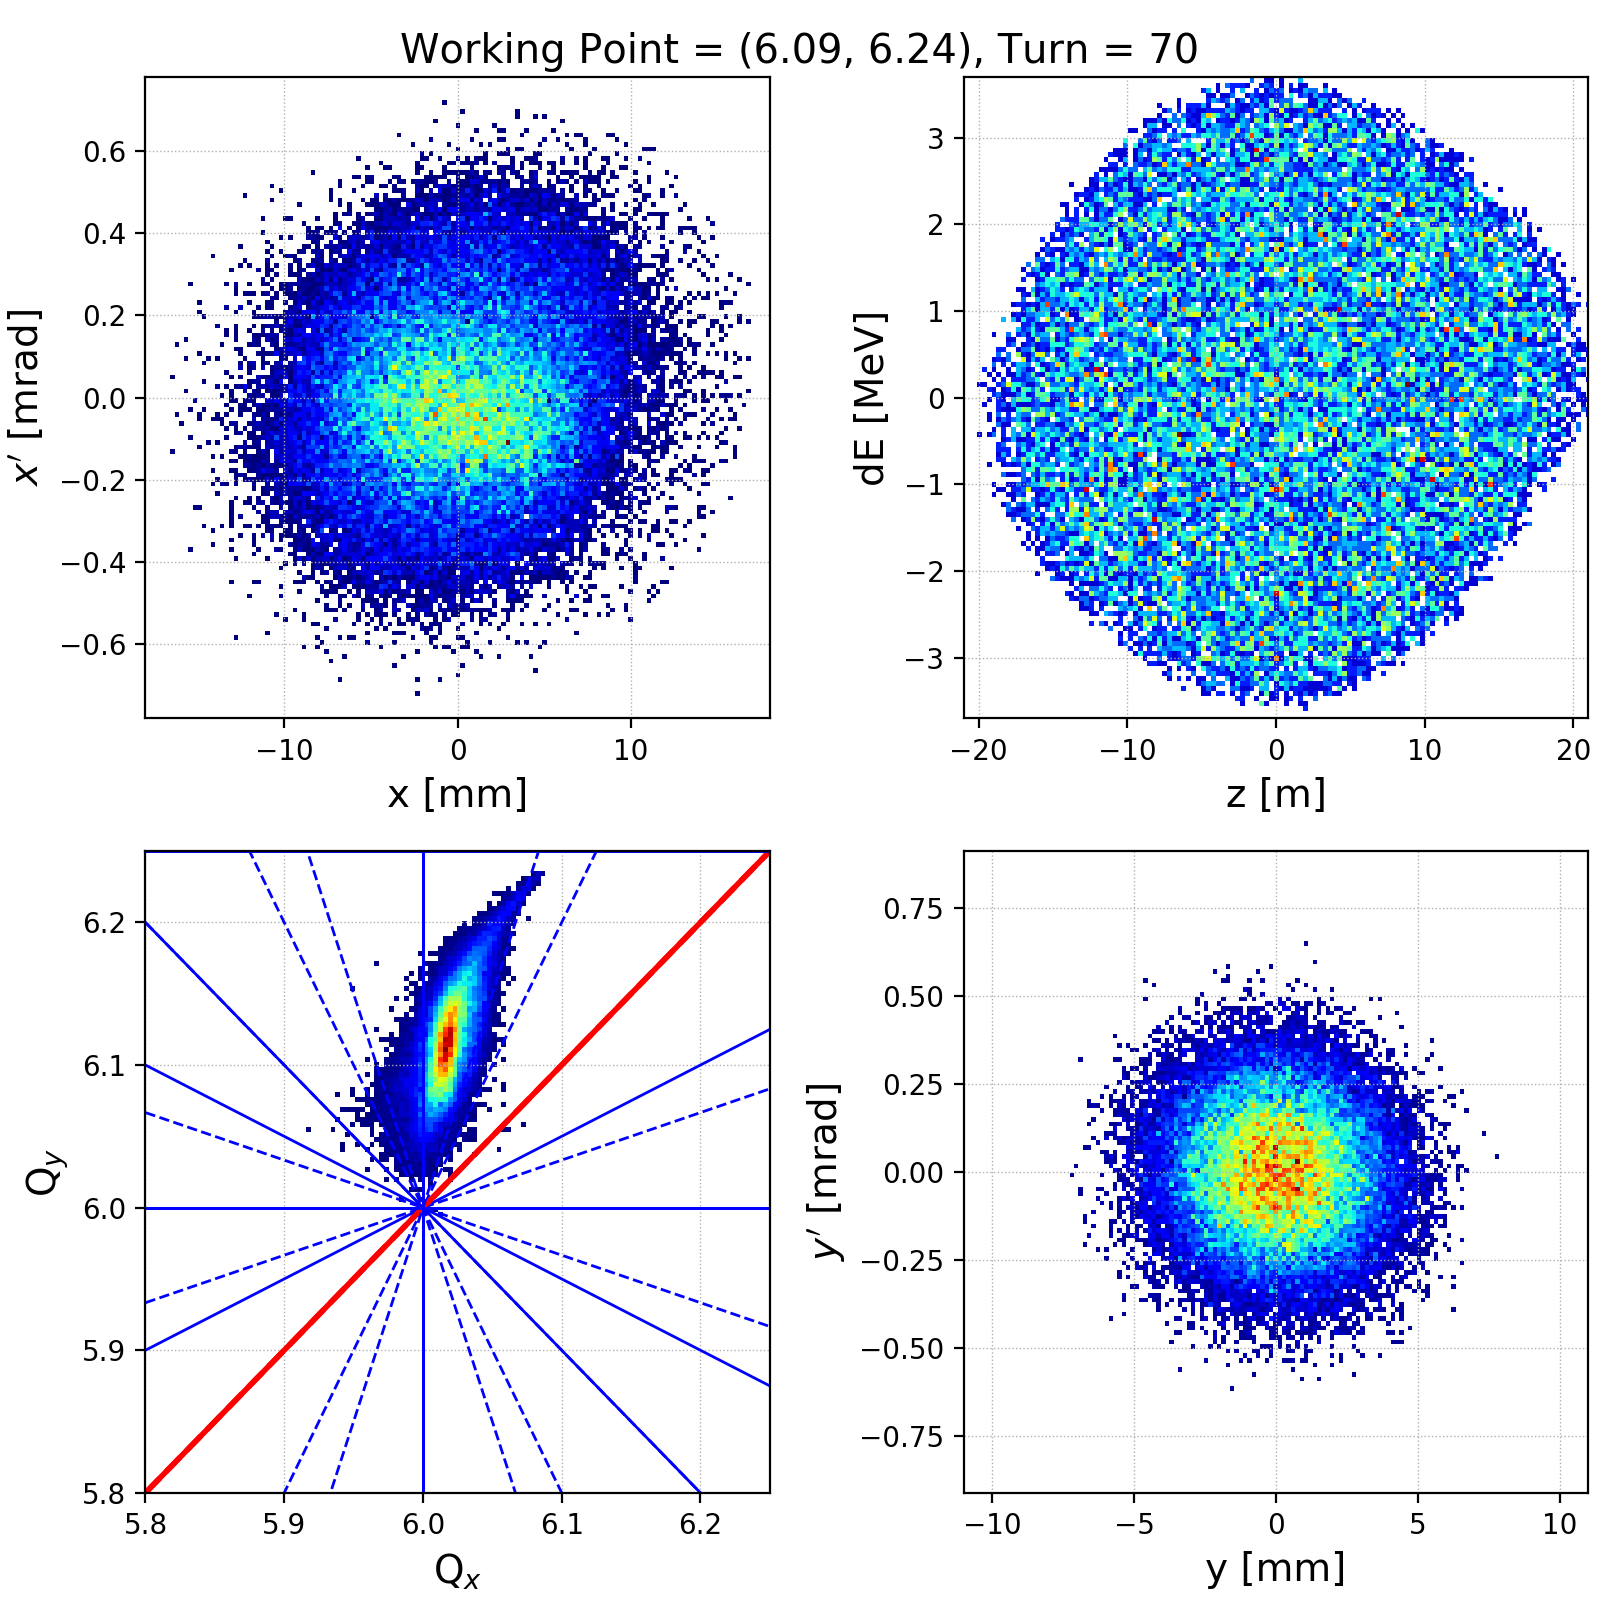 Working Point = (6.09, 6.24), Turn = 70
0.6
0.4
0.2
0.0
−0.2
−0.4
−0.6
x′ [mrad]
−10 0 10
x [mm]
3
2
1
0
−1
−2
−3
dE [MeV]
−20 −10 0 10 20
z [m]
6.2
6.1
6.0
5.9
5.8
Qy
5.8 5.9 6.0 6.1 6.2
Qx
0.75
0.50
0.25
0.00
−0.25
−0.50
−0.75
y′ [mrad]
−10 −5 0 5 10
y [mm]